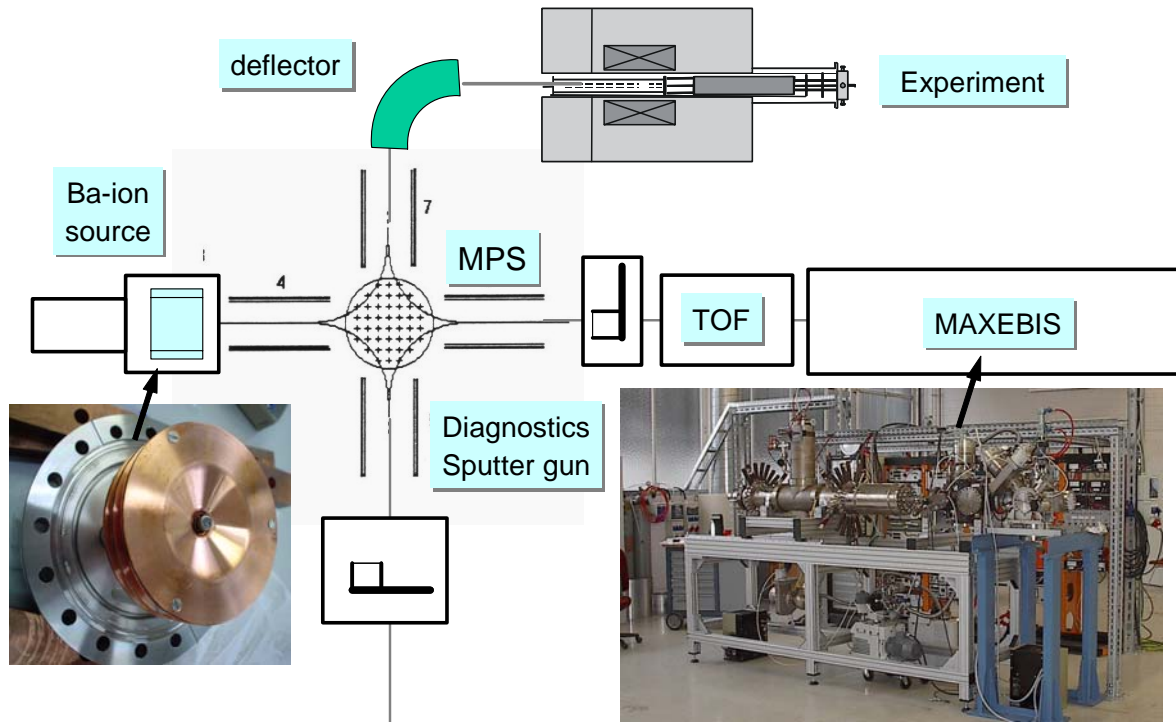 deflector
Experiment
Ba-ion
source
7
4
MPS
TOF
MAXEBIS
Diagnostics
Sputter gun